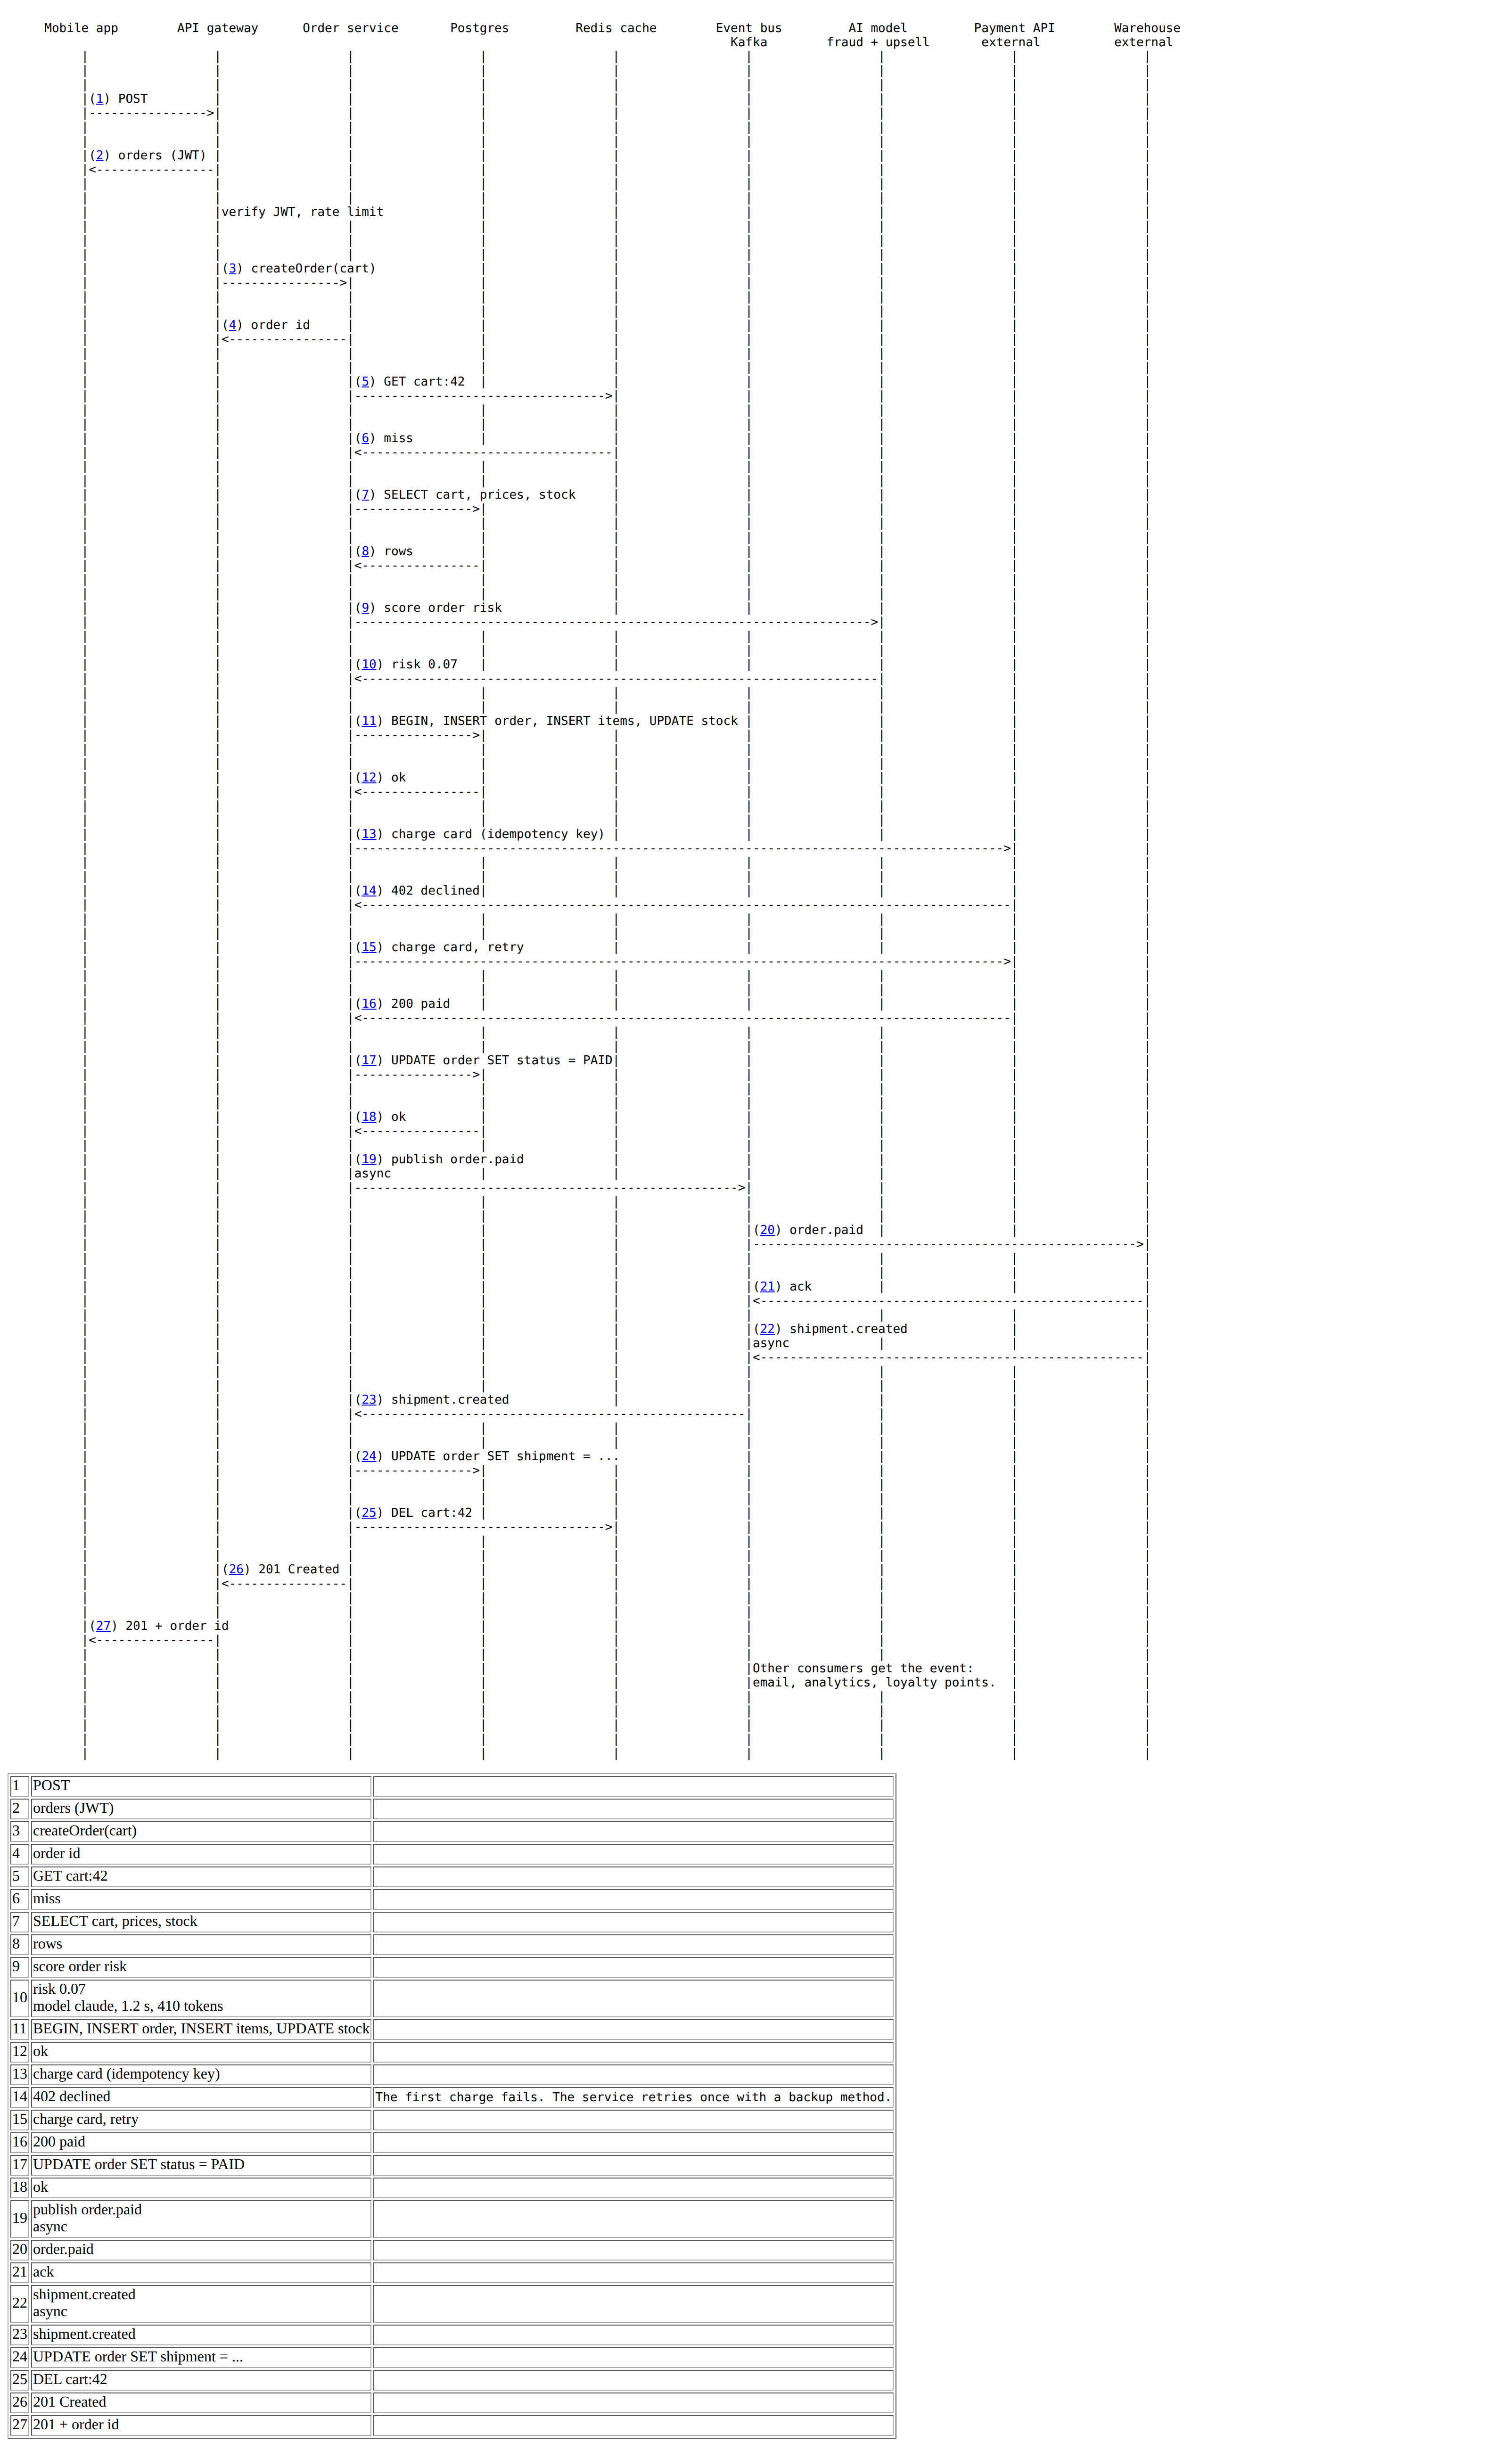 Mobile app API gateway Order service Postgres Redis cache Event bus AI model Payment API Warehouse
Kafka fraud + upsell external external
(1) POST
(2) orders (JWT)
verify JWT, rate limit
(3) createOrder(cart)
(4) order id
(5) GET cart:42
(6) miss
(7) SELECT cart, prices, stock
(8) rows
(9) score order risk
(10) risk 0.07
(11) BEGIN, INSERT order, INSERT items, UPDATE stock
(12) ok
(13) charge card (idempotency key)
(14) 402 declined
(15) charge card, retry
(16) 200 paid
(17) UPDATE order SET status = PAID
(18) ok
(19) publish order.paid
async
(20) order.paid
(21) ack
(22) shipment.created
async
(23) shipment.created
(24) UPDATE order SET shipment = ...
(25) DEL cart:42
(26) 201 Created
(27) 201 + order id
Other consumers get the event:
email, analytics, loyalty points.
1 POST
2 orders (JWT)
3 createOrder(cart)
4 order id
5 GET cart:42
6 miss
7 SELECT cart, prices, stock
8 rows
9 score order risk
10 risk 0.07
model claude, 1.2 s, 410 tokens
11 BEGIN, INSERT order, INSERT items, UPDATE stock
12 ok
13 charge card (idempotency key)
14 402 declined The first charge fails. The service retries once with a backup method.
15 charge card, retry
16 200 paid
17 UPDATE order SET status = PAID
18 ok
19 publish order.paid
async
20 order.paid
21 ack
22 shipment.created
async
23 shipment.created
24 UPDATE order SET shipment = ...
25 DEL cart:42
26 201 Created
27 201 + order id